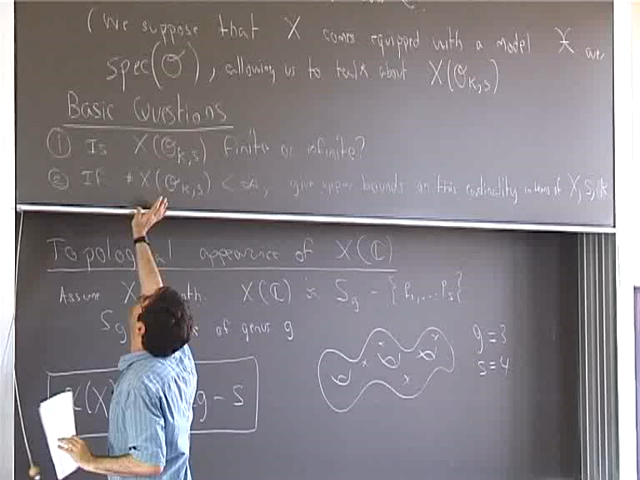 (We suppose that X comes equipped with a model X over
spec(O), allowing us to talk about X(O_{K,S})
Basic Questions
① Is X(O_{K,S}) finite or infinite?
② If #X(O_{K,S}) < ∞, give upper bounds on this cardinality in terms of X, S, K
Topological appearance of X(ℂ)
Assume X X(ℂ) is S_g - {P_1, ... P_s}
S_g of genus g
g = 3
s = 4
(X) g - s